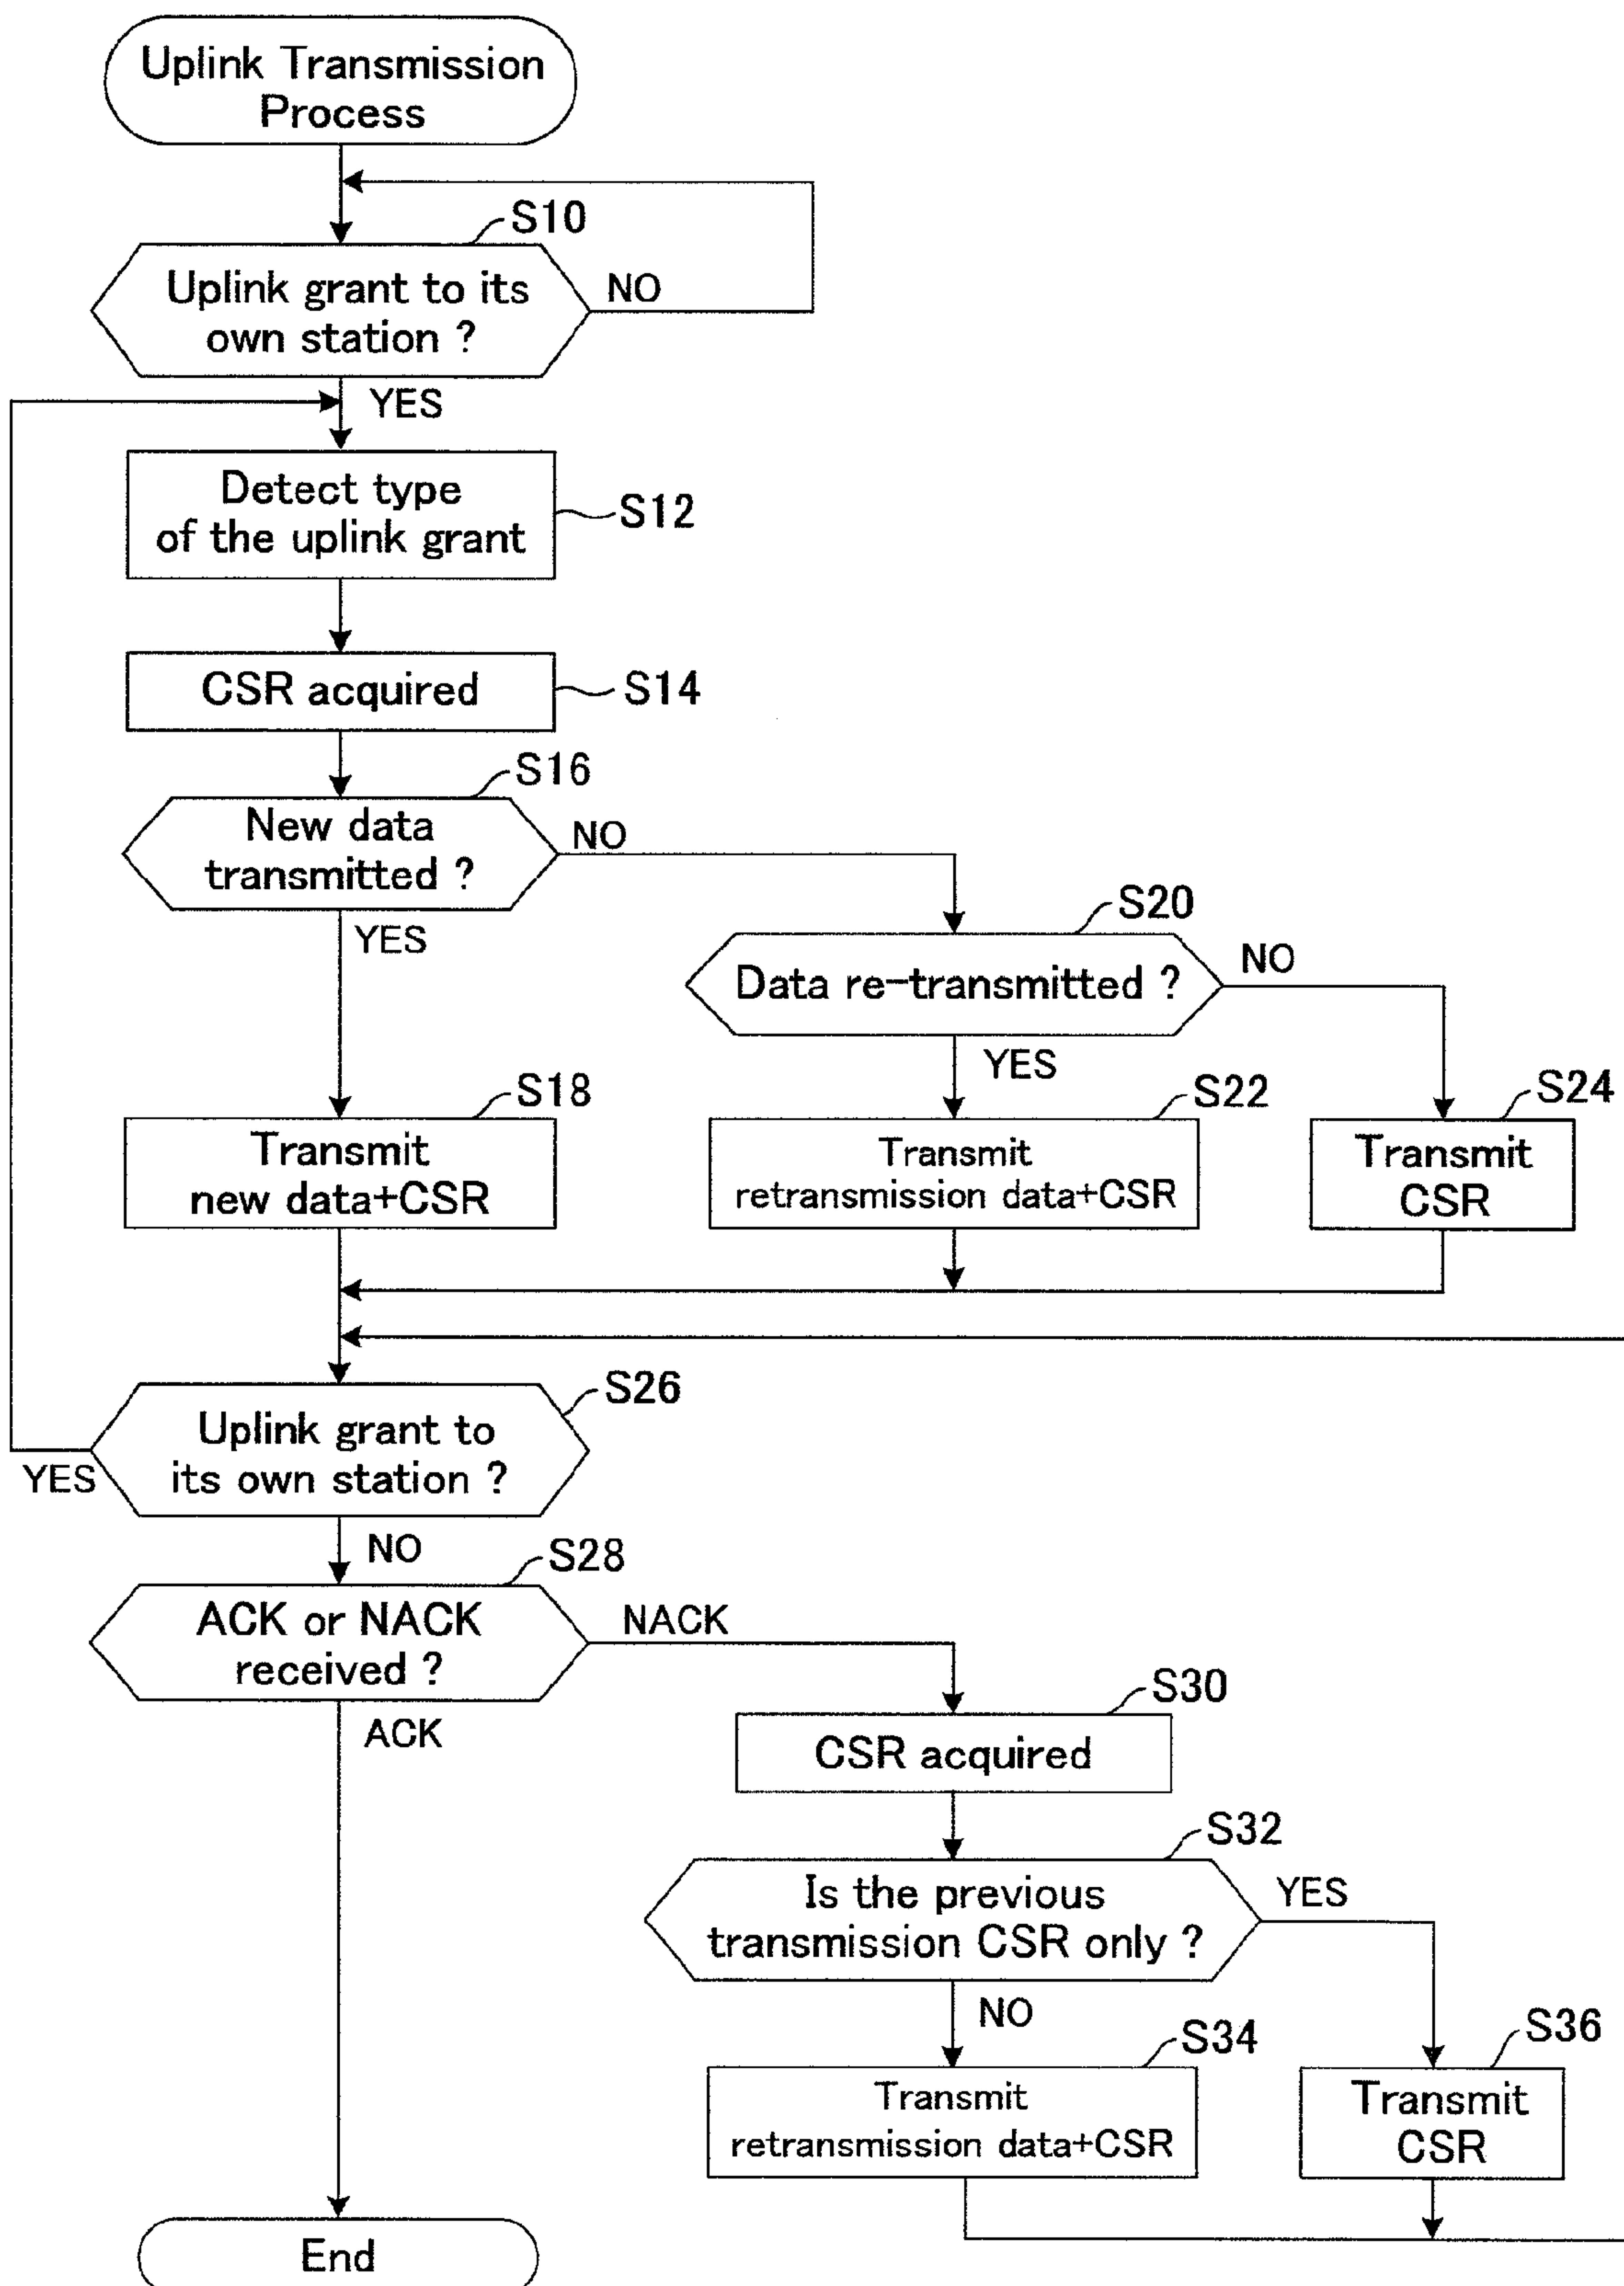 Uplink Transmission
Process
S10
Uplink grant to its
own station ?
NO
YES
Detect type
of the uplink grant
S12
CSR acquired
S14
S16
New data
transmitted ?
NO
YES
S20
Data re-transmitted ?
NO
YES
S18
Transmit
new data+CSR
S22
Transmit
retransmission data+CSR
S24
Transmit
CSR
S26
Uplink grant to
its own station ?
YES
NO
S28
ACK or NACK
received ?
NACK
ACK
S30
CSR acquired
S32
Is the previous
transmission CSR only ?
YES
NO
S34
Transmit
retransmission data+CSR
S36
Transmit
CSR
End